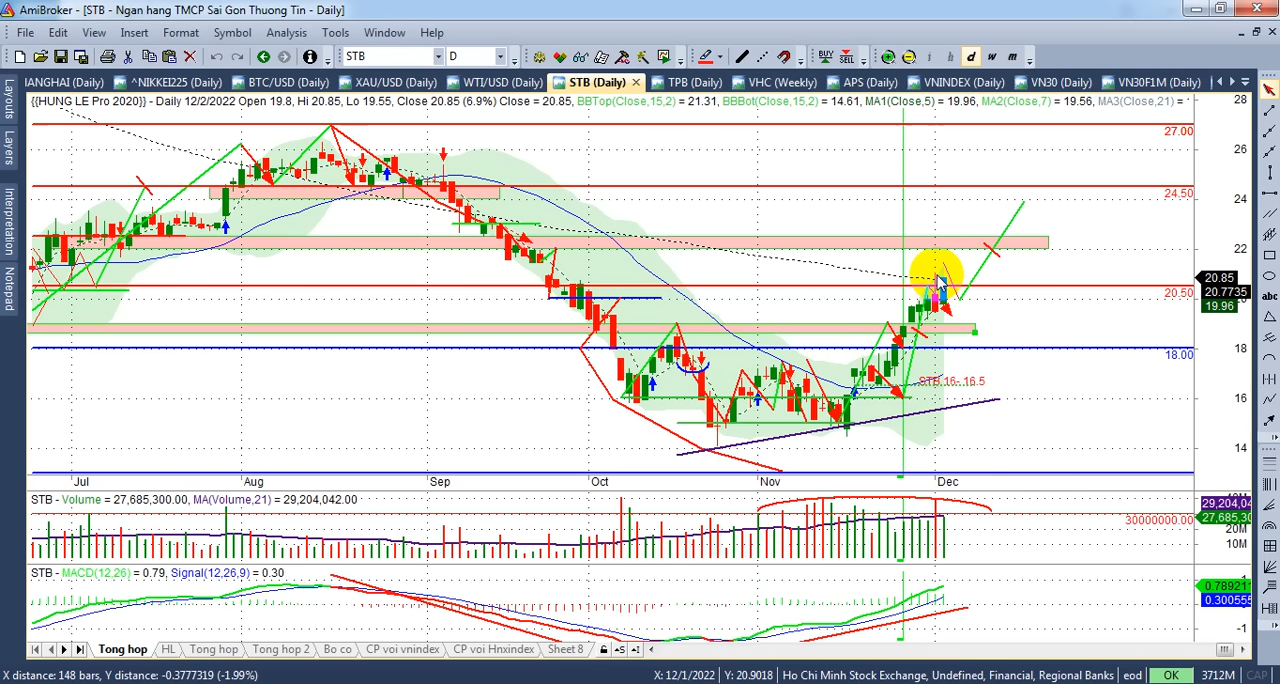 AmiBroker - [STB - Ngan hang TMCP Sai Gon Thuong Tin - Daily]
File Edit View Insert Format Symbol Analysis Tools Window Help
STB D BUY SELL i h d w m
IANGHAI (Daily) ^NIKKEI225 (Daily) BTC/USD (Daily) XAU/USD (Daily) WTI/USD (Daily) STB (Daily) TPB (Daily) VHC (Weekly) APS (Daily) VNINDEX (Daily) VN30 (Daily) VN30F1M (Daily)
Layouts
Layers
Interpretation
Notepad
{{HUNG LE Pro 2020}} - Daily 12/2/2022 Open 19.8, Hi 20.85, Lo 19.55, Close 20.85 (6.9%) Close = 20.85, BBTop(Close,15,2) = 21.31, BBBot(Close,15,2) = 14.61, MA1(Close,5) = 19.96, MA2(Close,7) = 19.56, MA3(Close,21) =
28
27.00
26
24.50
24
22
20.85
20.7735
20.50
19.96
18.00
18
STB 16- 16.5
16
14
Jul Aug Sep Oct Nov Dec
STB - Volume = 27,685,300.00, MA(Volume,21) = 29,204,042.00
29,204,04
30000000.00
27,685,30
20M
10M
STB - MACD(12,26) = 0.79, Signal(12,26,9) = 0.30
0.789211
0.300555
-1
Tong hop HL Tong hop Tong hop 2 Bo co CP voi vnindex CP voi Hnxindex Sheet 8
X distance: 148 bars, Y distance: -0.3777319 (-1.99%) X: 12/1/2022 Y: 20.9018 Ho Chi Minh Stock Exchange, Undefined, Financial, Regional Banks eod OK 3712M CAP
abc